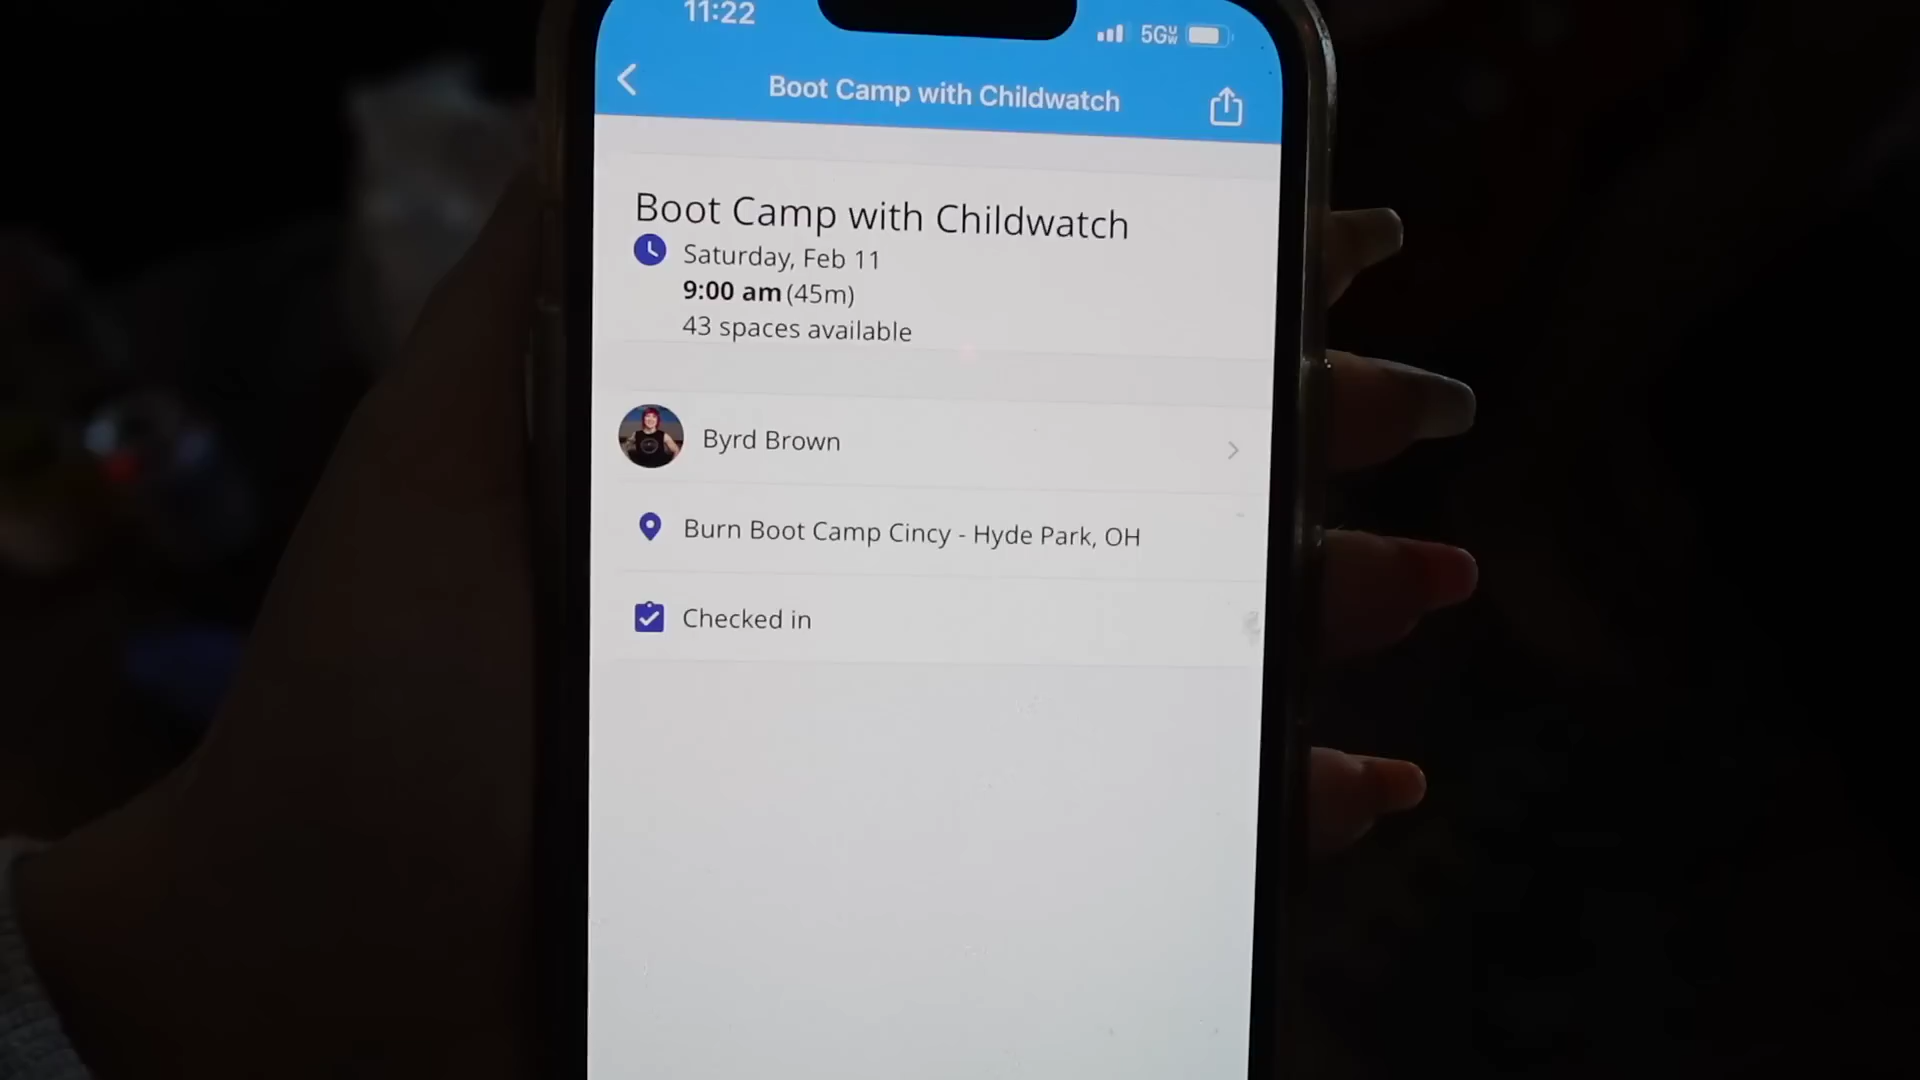 11:22
5G UW
Boot Camp with Childwatch
Boot Camp with Childwatch
Saturday, Feb 11
9:00 am (45m)
43 spaces available
Byrd Brown
Burn Boot Camp Cincy - Hyde Park, OH
Checked in